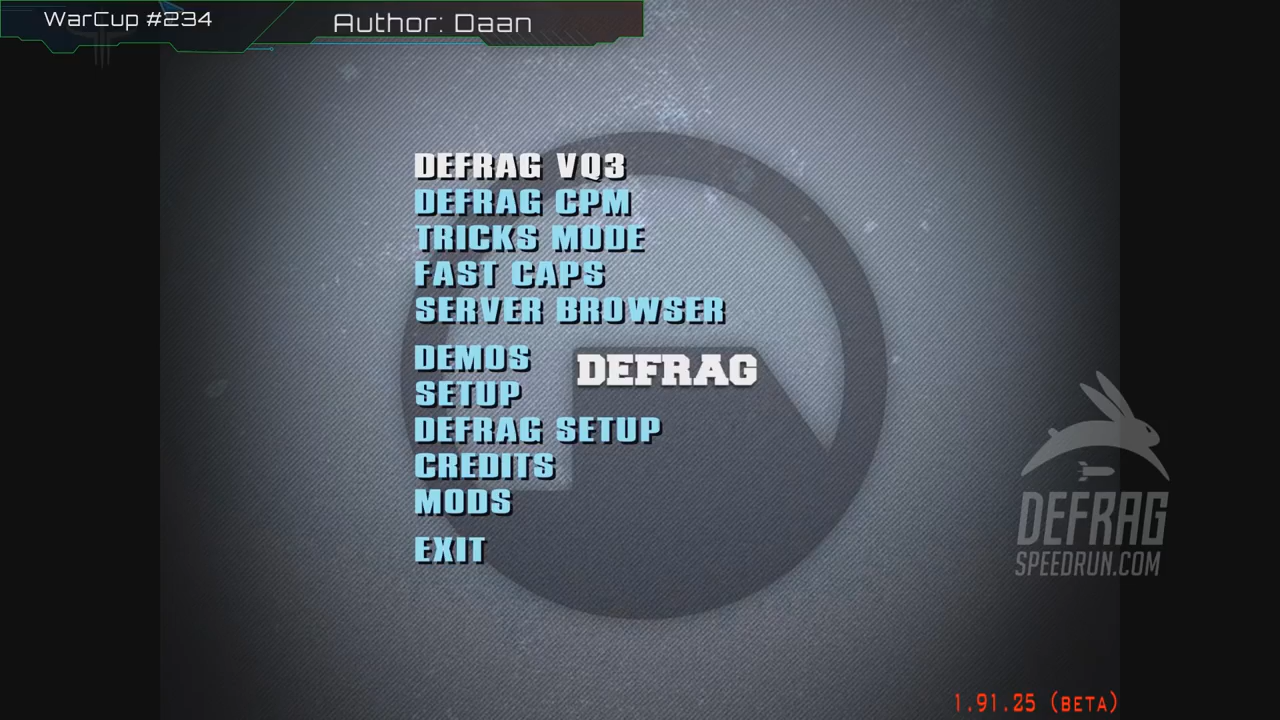 WarCup #234
Author: Daan
DEFRAG VQ3
DEFRAG CPM
TRICKS MODE
FAST CAPS
SERVER BROWSER
DEMOS
DEFRAG
SETUP
DEFRAG SETUP
CREDITS
MODS
EXIT
DEFRAG
SPEEDRUN.COM
1.91.25 (BETA)